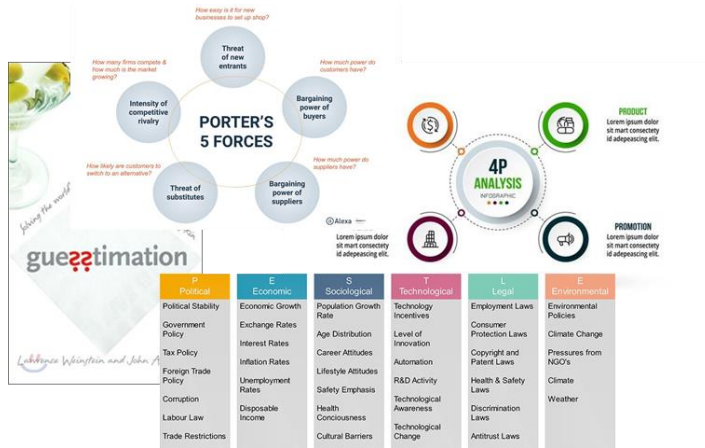 How easy is it for new
businesses to set up shop?
Threat
of new
entrants
How many firms compete &
how much is the market
growing?
How much power do
customers have?
Intensity of
competitive
rivalry
PORTER'S
5 FORCES
Bargaining
power of
buyers
How likely are customers to
switch to an alternative?
How much power do
suppliers have?
Threat of
substitutes
Bargaining
power of
suppliers
Alexa
PRODUCT
Lorem ipsum dolor
sit mart consectety
id adepeascing elit.
4P
ANALYSIS
INFOGRAPHIC
PROMOTION
Lorem ipsum dolor
sit mart consectety
id adepeascing elit.
Lorem ipsum dolor
sit mart consectety
id adepeascing elit.
Solving the world'
guesstimation
Lawrence Weinstein and John A
P
Political
Political Stability
Government
Policy
Tax Policy
Foreign Trade
Policy
Corruption
Labour Law
Trade Restrictions
E
Economic
Economic Growth
Exchange Rates
Interest Rates
Inflation Rates
Unemployment
Rates
Disposable
Income
S
Sociological
Population Growth
Rate
Age Distribution
Career Attitudes
Lifestyle Attitudes
Safety Emphasis
Health
Conciousness
Cultural Barriers
T
Technological
Technology
Incentives
Level of
Innovation
Automation
R&D Activity
Technological
Awareness
Technological
Change
L
Legal
Employment Laws
Consumer
Protection Laws
Copyright and
Patent Laws
Health & Safety
Laws
Discrimination
Laws
Antitrust Laws
E
Environmental
Environmental
Policies
Climate Change
Pressures from
NGO's
Climate
Weather